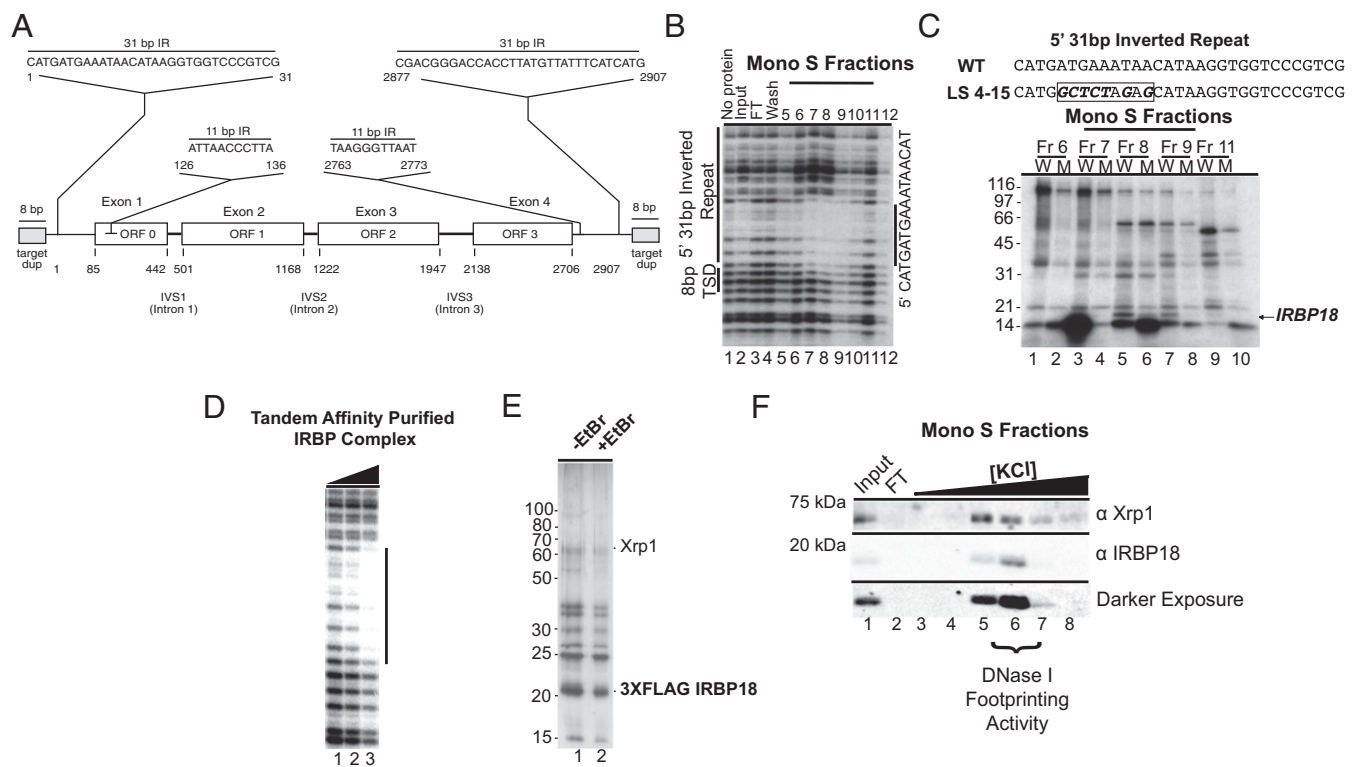 A
31 bp IR
CATGATGAAATAACATAAGGTGGTCCCGTCG
1 31
31 bp IR
CGACGGGACCACCTTATGTTATTTCATCATG
2877 2907
11 bp IR
ATTAACCCTTA
126 136
11 bp IR
TAAGGGTTAAT
2763 2773
8 bp
Exon 1
Exon 2
Exon 3
Exon 4
8 bp
ORF 0
ORF 1
ORF 2
ORF 3
target
dup
target
dup
1 85 442 501 1168 1222 1947 2138 2706 2907
IVS1
(Intron 1)
IVS2
(Intron 2)
IVS3
(Intron 3)
B
Mono S Fractions
No protein
Input
FT
Wash
5 6 7 8 9 10 11 12
5' 31bp Inverted
Repeat
8bp
TSD
5' CATGATGAAATAACAT
1 2 3 4 5 6 7 8 9 10 11 12
C
5' 31bp Inverted Repeat
WT CATGATGAAATAACATAAGGTGGTCCCGTCG
LS 4-15 CATGGCTCTAGAGCATAAGGTGGTCCCGTCG
Mono S Fractions
Fr 6 Fr 7 Fr 8 Fr 9 Fr 11
W M W M W M W M W M
116
97
66
45
31
21
14
IRBP18
1 2 3 4 5 6 7 8 9 10
D
Tandem Affinity Purified
IRBP Complex
1 2 3
E
-EtBr
+EtBr
100
80
70
60
50
30
25
20
15
Xrp1
3XFLAG IRBP18
1 2
F
Mono S Fractions
Input
FT
[KCl]
75 kDa
α Xrp1
20 kDa
α IRBP18
Darker Exposure
1 2 3 4 5 6 7 8
DNase I
Footprinting
Activity